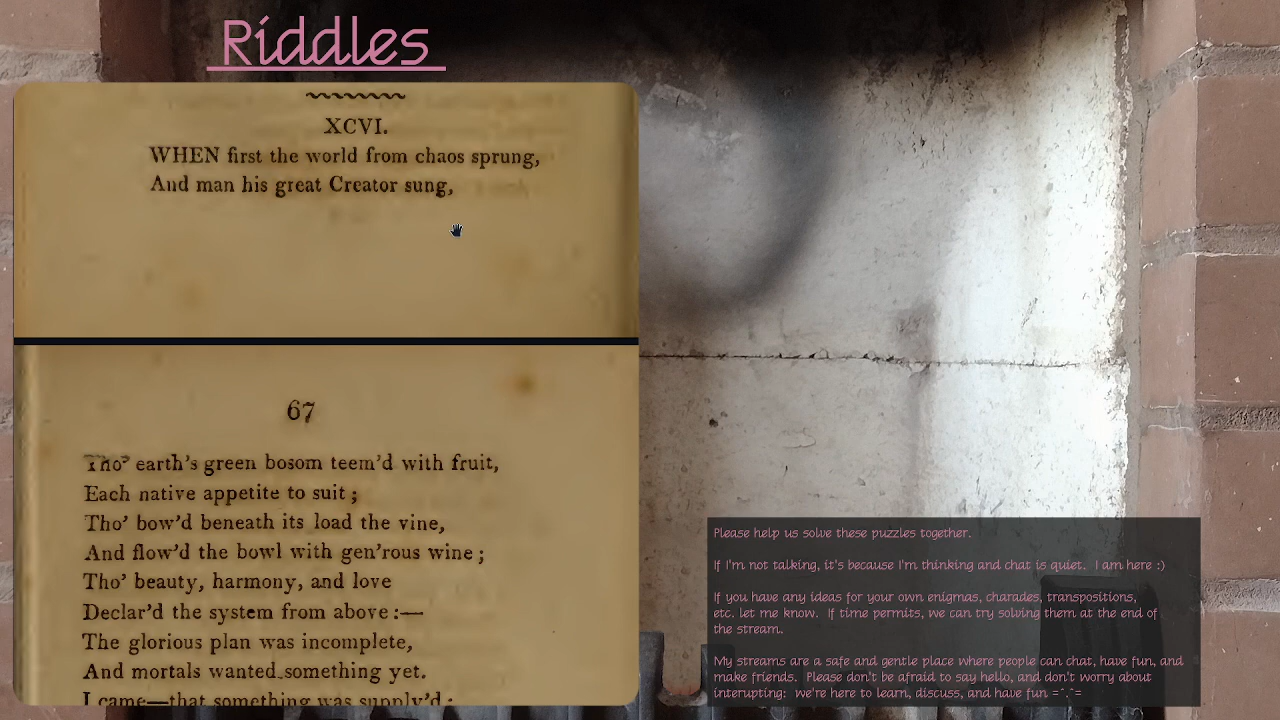 Riddles
XCVI.
WHEN first the world from chaos sprung,
And man his great Creator sung,
67
Tho' earth's green bosom teem'd with fruit,
Each native appetite to suit ;
Tho' bow'd beneath its load the vine,
And flow'd the bowl with gen'rous wine ;
Tho' beauty, harmony, and love
Declar'd the system from above :—
The glorious plan was incomplete,
And mortals wanted something yet.
I came—that something was supply'd ;
Please help us solve these puzzles together.
If I'm not talking, it's because I'm thinking and chat is quiet. I am here :)
If you have any ideas for your own enigmas, charades, transpositions,
etc. let me know. If time permits, we can try solving them at the end of
the stream.
My streams are a safe and gentle place where people can chat, have fun, and
make friends. Please don't be afraid to say hello, and don't worry about
interupting: we're here to learn, discuss, and have fun =^.^=